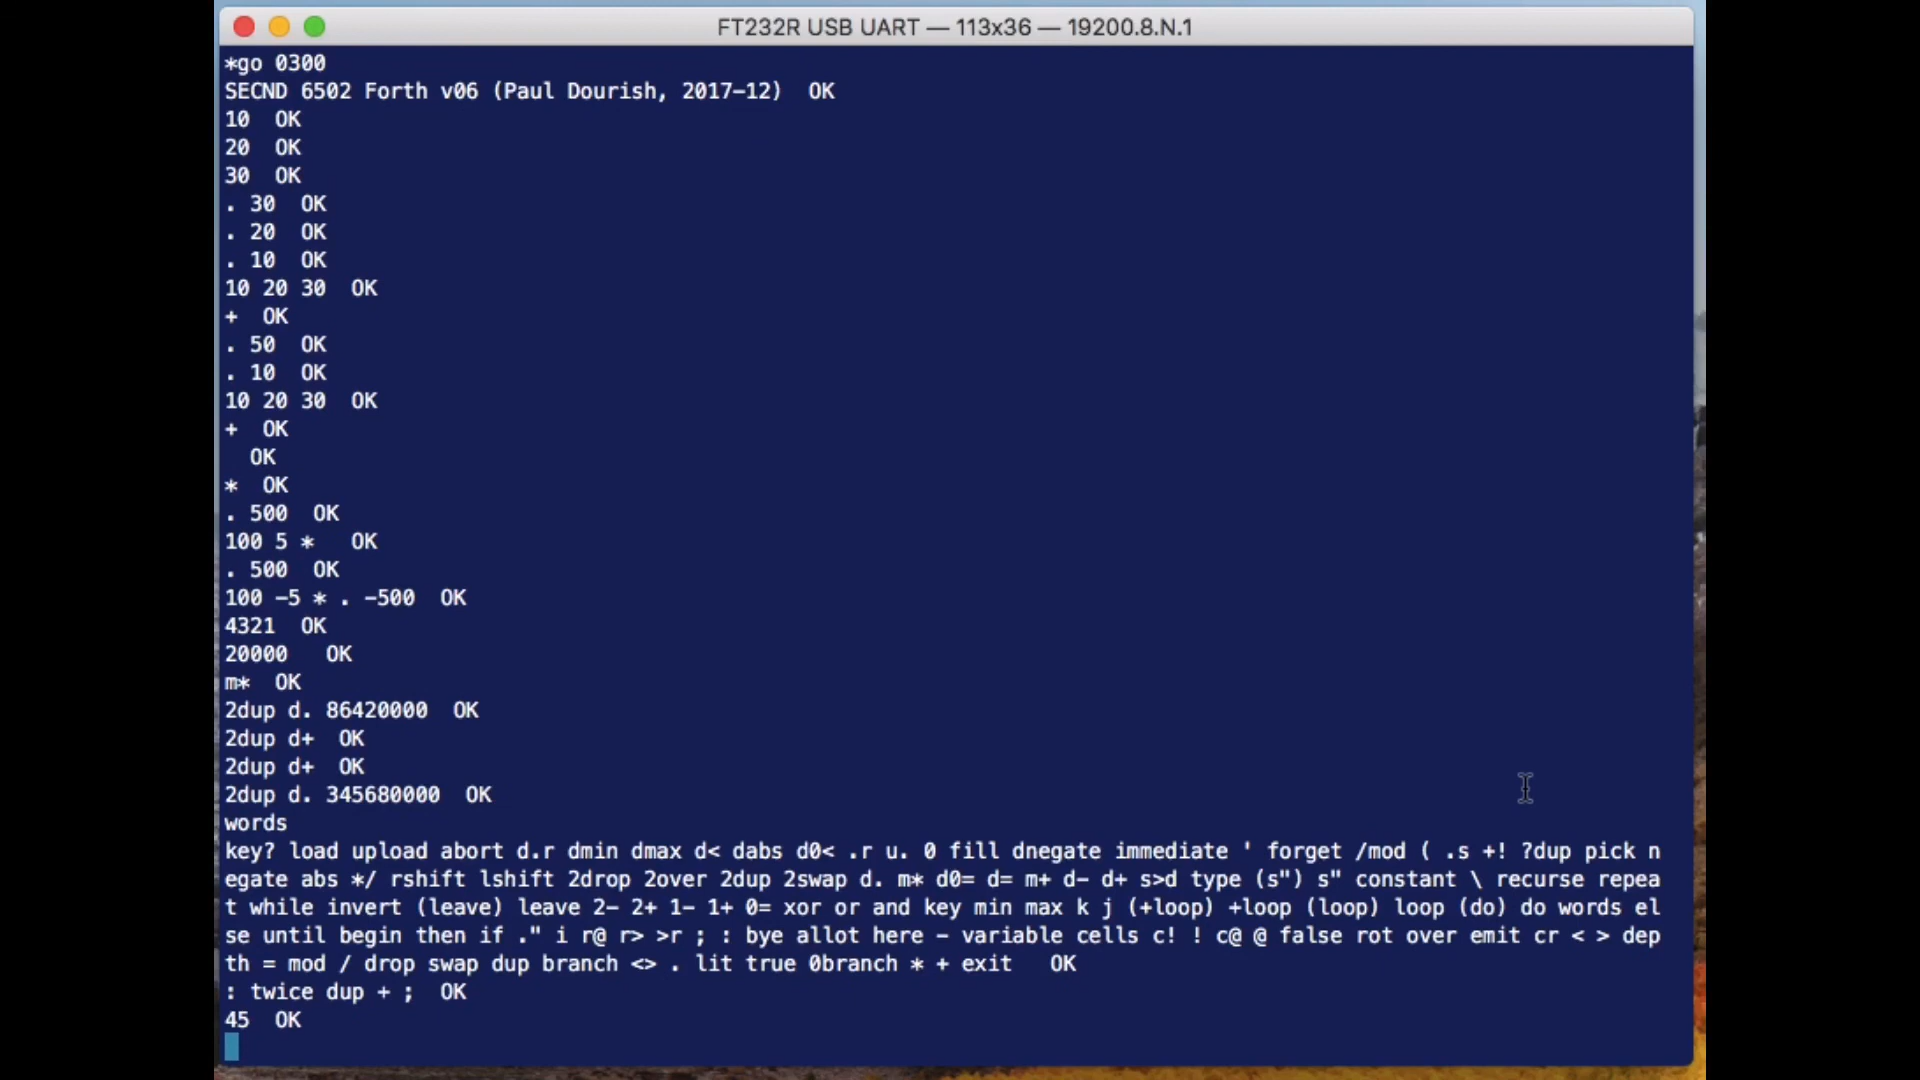 FT232R USB UART — 113x36 — 19200.8.N.1
*go 0300
SECND 6502 Forth v06 (Paul Dourish, 2017-12)  OK
10  OK
20  OK
30  OK
. 30  OK
. 20  OK
. 10  OK
10 20 30  OK
+  OK
. 50  OK
. 10  OK
10 20 30  OK
+  OK
  OK
*  OK
. 500  OK
100 5 *   OK
. 500  OK
100 -5 * . -500  OK
4321  OK
20000   OK
m*  OK
2dup d. 86420000  OK
2dup d+  OK
2dup d+  OK
2dup d. 345680000  OK
words
key? load upload abort d.r dmin dmax d< dabs d0< .r u. 0 fill dnegate immediate ' forget /mod ( .s +! ?dup pick n
egate abs */ rshift lshift 2drop 2over 2dup 2swap d. m* d0= d= m+ d- d+ s>d type (s") s" constant \ recurse repea
t while invert (leave) leave 2- 2+ 1- 1+ 0= xor or and key min max k j (+loop) +loop (loop) loop (do) do words el
se until begin then if ." i r@ r> >r ; : bye allot here - variable cells c! ! c@ @ false rot over emit cr < > dep
th = mod / drop swap dup branch <> . lit true 0branch * + exit   OK
: twice dup + ;  OK
45  OK